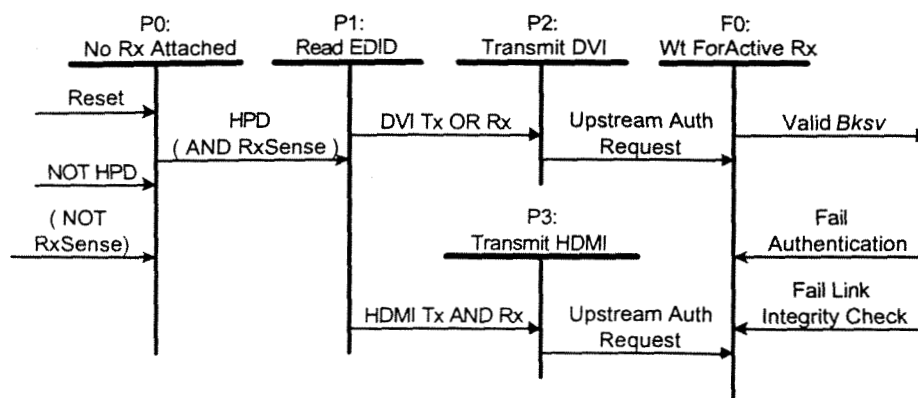 P0:
No Rx Attached
P1:
Read EDID
P2:
Transmit DVI
F0:
Wt ForActive Rx
Reset
HPD
( AND RxSense )
DVI Tx OR Rx
Upstream Auth
Request
Valid Bksv
NOT HPD
( NOT
RxSense)
P3:
Transmit HDMI
Fail
Authentication
HDMI Tx AND Rx
Upstream Auth
Request
Fail Link
Integrity Check